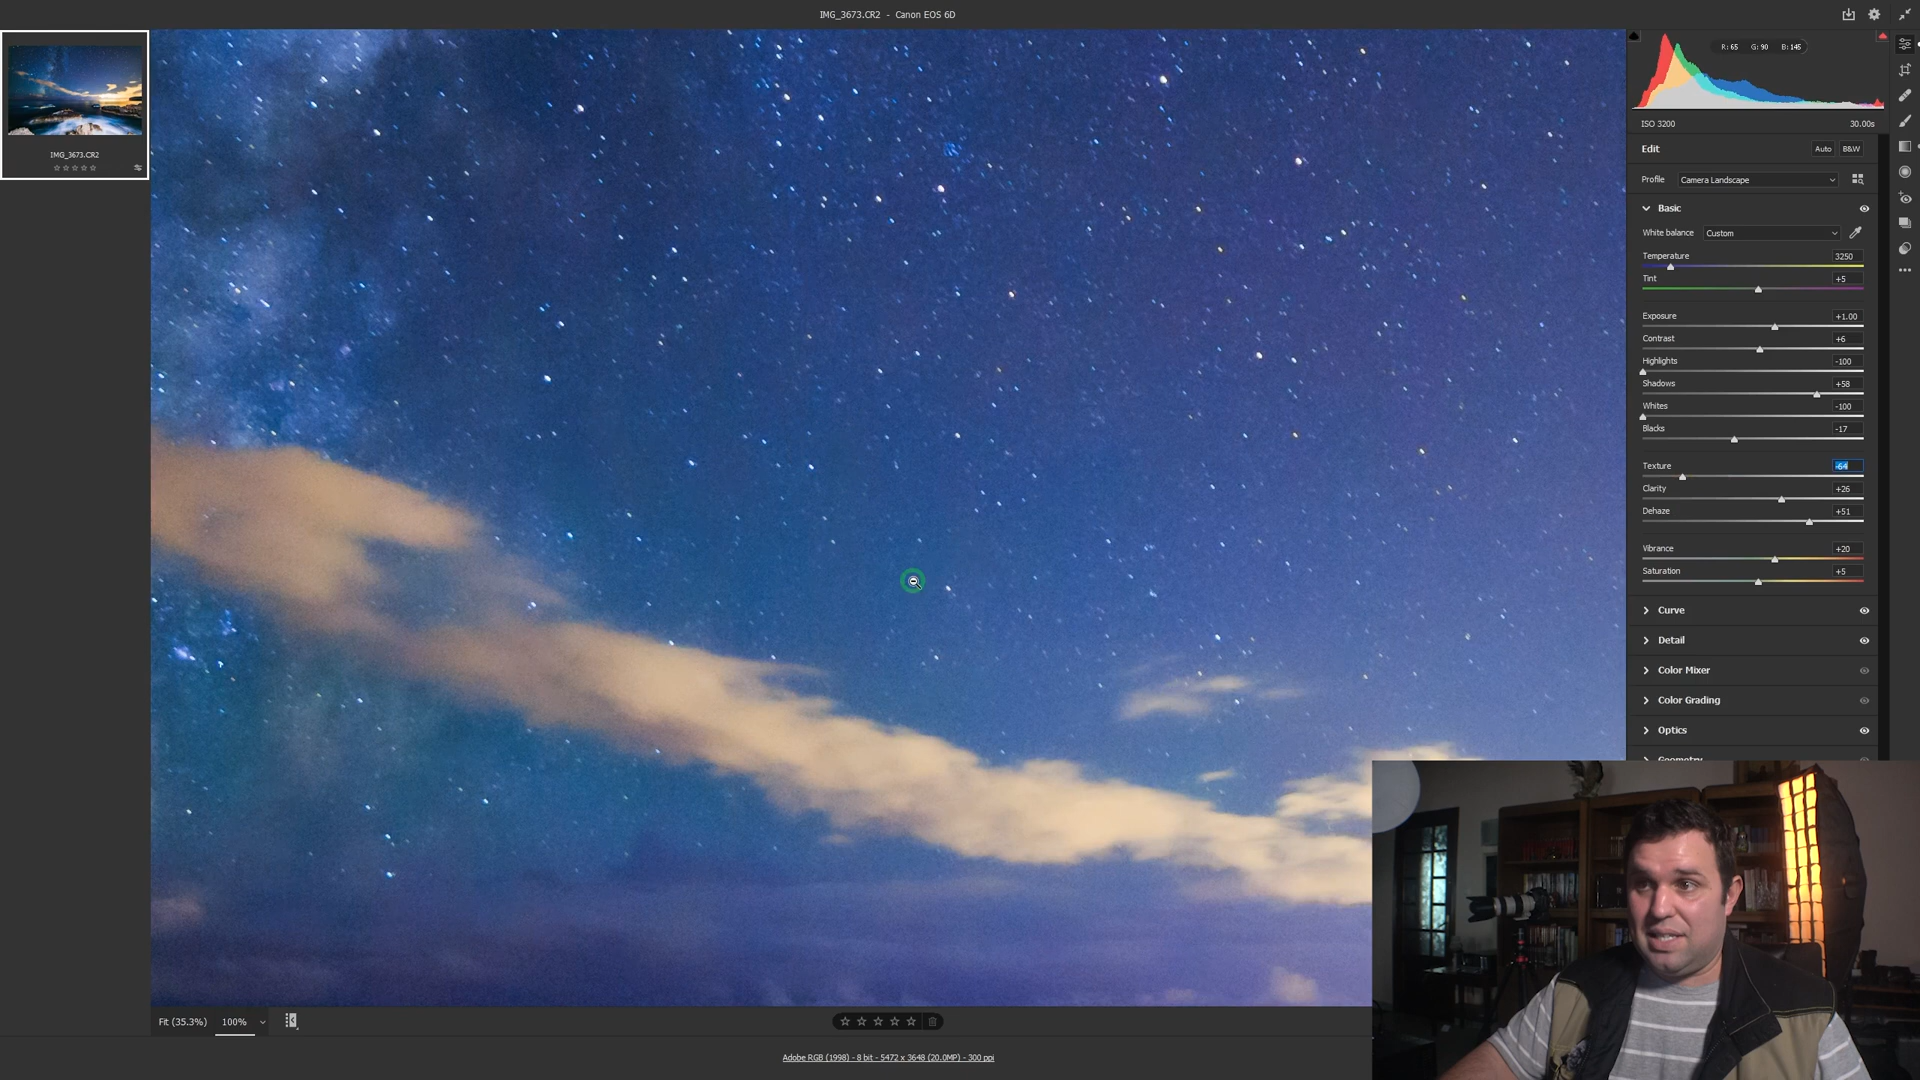 IMG_3673.CR2 - Canon EOS 6D
IMG_3673.CR2
R: 65 G: 90 B: 145
ISO 3200 30.00s
Edit Auto B&W
Profile Camera Landscape
Basic
White balance Custom
Temperature 3250
Tint +5
Exposure +1.00
Contrast +6
Highlights -100
Shadows +58
Whites -100
Blacks -17
Texture -64
Clarity +26
Dehaze +51
Vibrance +20
Saturation +5
Curve
Detail
Color Mixer
Color Grading
Optics
Geometry
Fit (35.3%) 100%
Adobe RGB (1998) - 8 bit - 5472 x 3648 (20.0MP) - 300 ppi